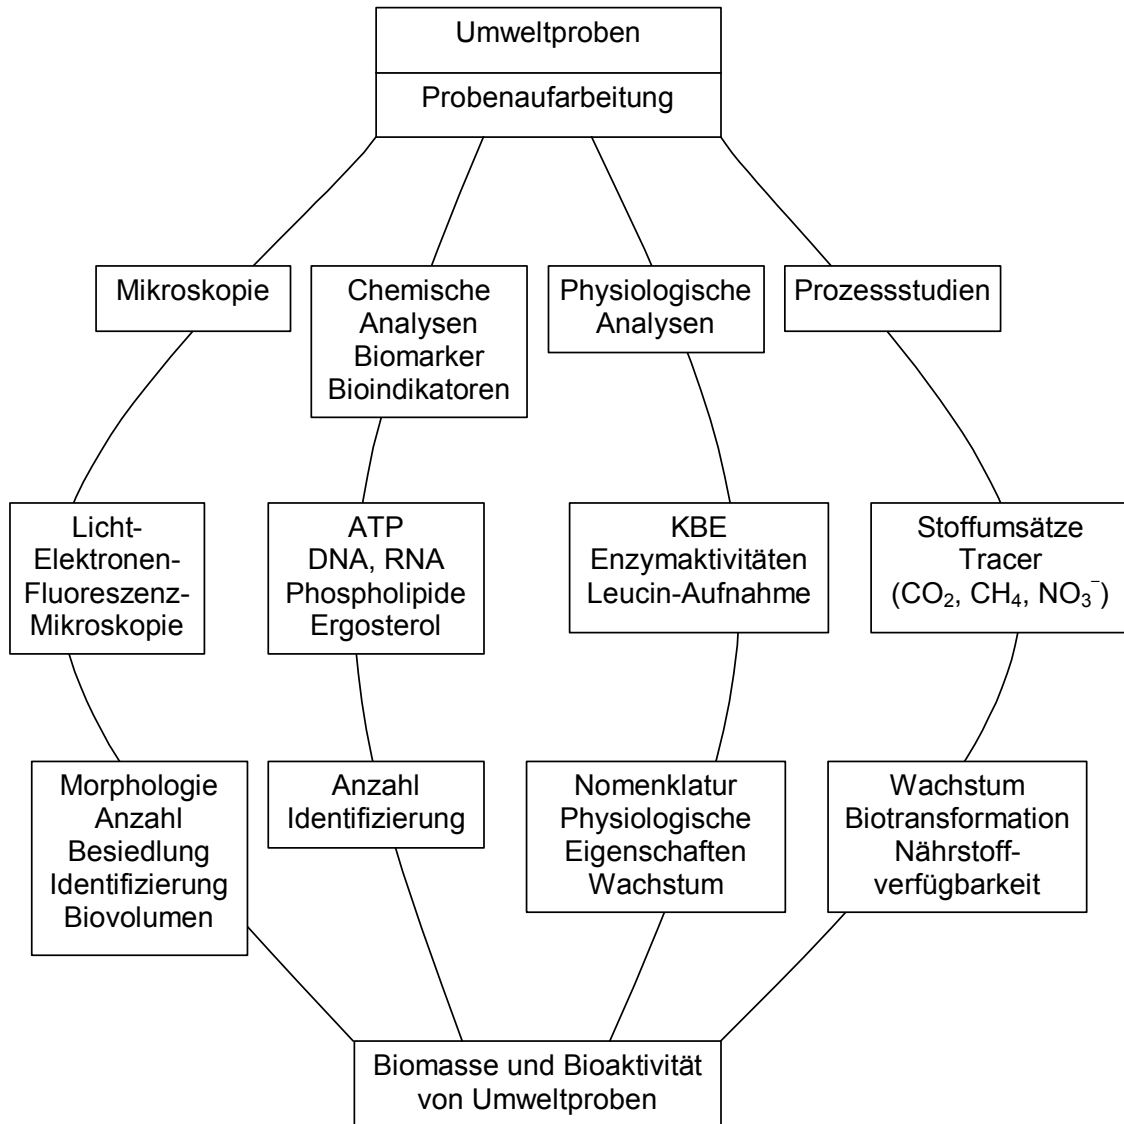 Umweltproben
Probenaufarbeitung
Mikroskopie
Chemische
Analysen
Biomarker
Bioindikatoren
Physiologische
Analysen
Prozessstudien
Licht-
Elektronen-
Fluoreszenz-
Mikroskopie
ATP
DNA, RNA
Phospholipide
Ergosterol
KBE
Enzymaktivitäten
Leucin-Aufnahme
Stoffumsätze
Tracer
(CO₂, CH₄, NO₃⁻)
Morphologie
Anzahl
Besiedlung
Identifizierung
Biovolumen
Anzahl
Identifizierung
Nomenklatur
Physiologische
Eigenschaften
Wachstum
Wachstum
Biotransformation
Nährstoff-
verfügbarkeit
Biomasse und Bioaktivität
von Umweltproben